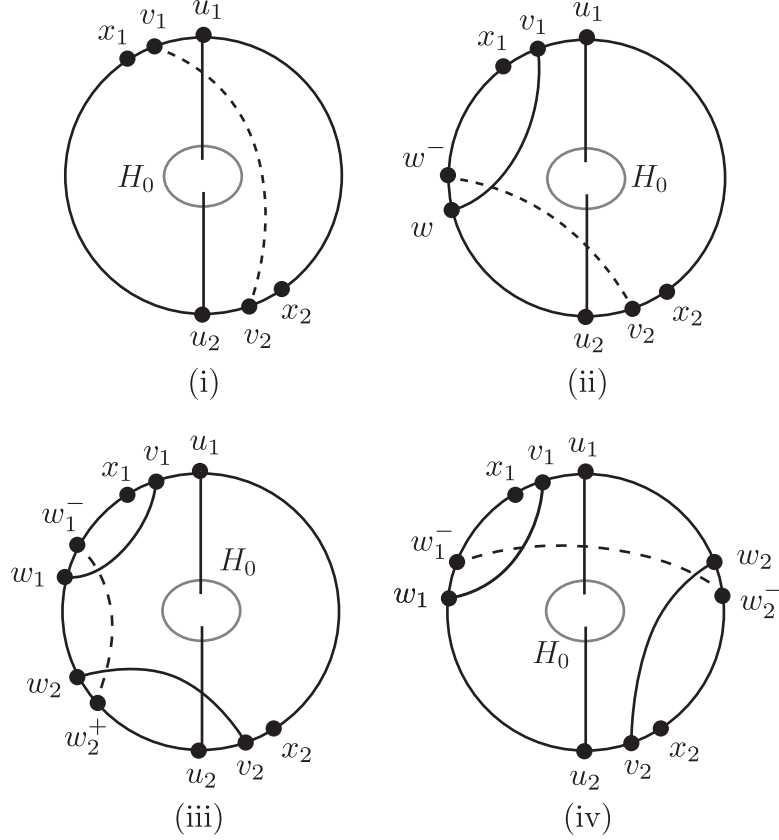 x₁ v₁ u₁
H₀
u₂ v₂ x₂
(i)
x₁ v₁ u₁
w⁻ H₀
w
u₂ v₂ x₂
(ii)
x₁ v₁ u₁
w₁⁻
w₁ H₀
w₂
w₂⁺
u₂ v₂ x₂
(iii)
x₁ v₁ u₁
w₁⁻ w₂
w₁ w₂⁻
H₀
u₂ v₂ x₂
(iv)